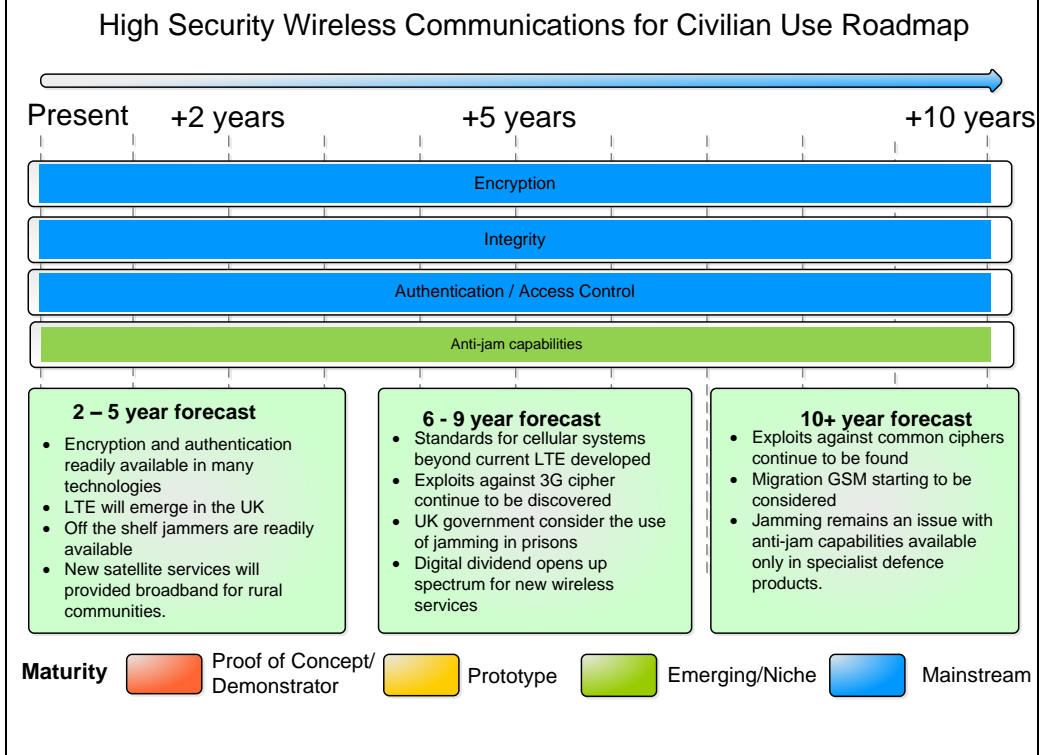 High Security Wireless Communications for Civilian Use Roadmap
Present +2 years +5 years +10 years
Encryption
Integrity
Authentication / Access Control
Anti-jam capabilities
2 – 5 year forecast
• Encryption and authentication
readily available in many
technologies
• LTE will emerge in the UK
• Off the shelf jammers are readily
available
• New satellite services will
provided broadband for rural
communities.
6 - 9 year forecast
• Standards for cellular systems
beyond current LTE developed
• Exploits against 3G cipher
continue to be discovered
• UK government consider the use
of jamming in prisons
• Digital dividend opens up
spectrum for new wireless
services
10+ year forecast
• Exploits against common ciphers
continue to be found
• Migration GSM starting to be
considered
• Jamming remains an issue with
anti-jam capabilities available
only in specialist defence
products.
Maturity
Proof of Concept/
Demonstrator
Prototype
Emerging/Niche
Mainstream